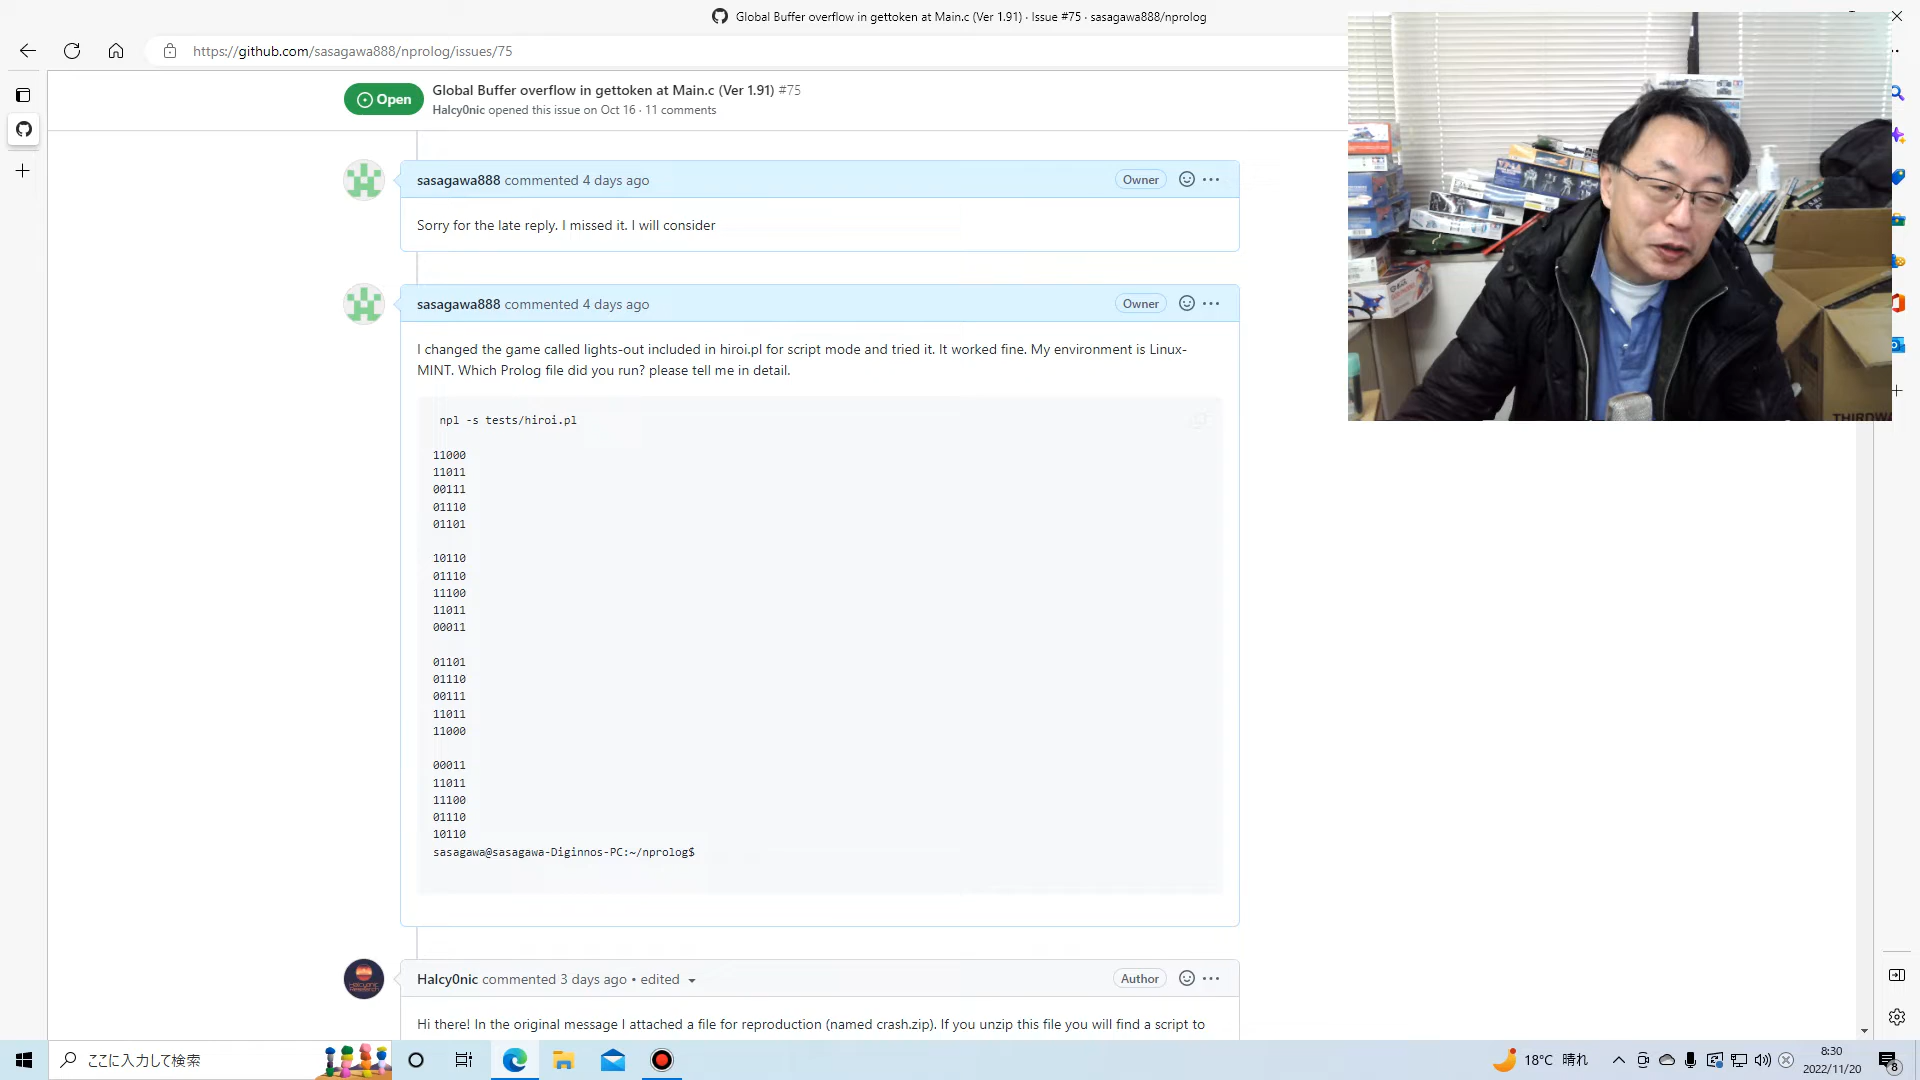 Global Buffer overflow in gettoken at Main.c (Ver 1.91) · Issue #75 · sasagawa888/nprolog
https://github.com/sasagawa888/nprolog/issues/75
Open
Global Buffer overflow in gettoken at Main.c (Ver 1.91) #75
Halcy0nic opened this issue on Oct 16 · 11 comments
sasagawa888 commented 4 days ago
Owner
Sorry for the late reply. I missed it. I will consider
sasagawa888 commented 4 days ago
Owner
I changed the game called lights-out included in hiroi.pl for script mode and tried it. It worked fine. My environment is Linux-
MINT. Which Prolog file did you run? please tell me in detail.
npl -s tests/hiroi.pl
11000
11011
00111
01110
01101
10110
01110
11100
11011
00011
01101
01110
00111
11011
11000
00011
11011
11100
01110
10110
sasagawa@sasagawa-Diginnos-PC:~/nprolog$
Halcy0nic commented 3 days ago • edited
Author
Hi there! In the original message I attached a file for reproduction (named crash.zip). If you unzip this file you will find a script to
THIRDWA
ここに入力して検索
18°C 晴れ
8:30
2022/11/20
8